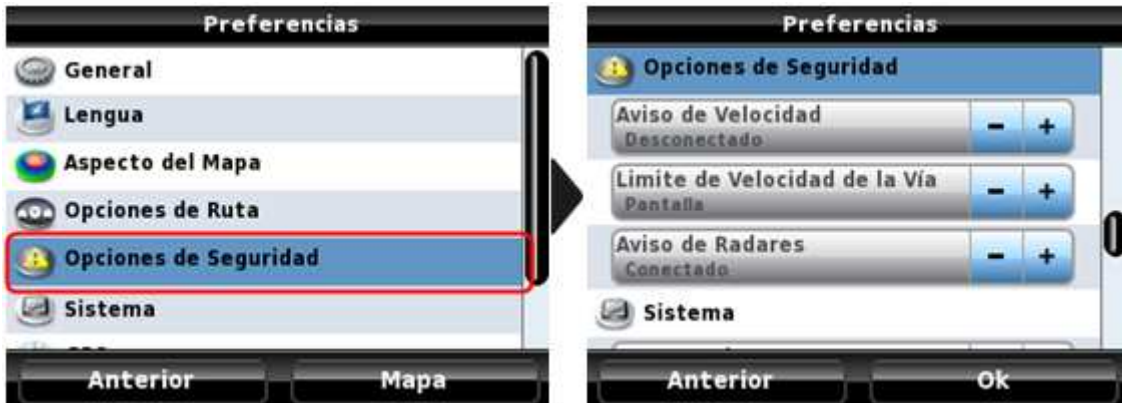 Preferencias
General
Lengua
Aspecto del Mapa
Opciones de Ruta
Opciones de Seguridad
Sistema
Anterior
Mapa
Preferencias
Opciones de Seguridad
Aviso de Velocidad
Desconectado
Limite de Velocidad de la Vía
Pantalla
Aviso de Radares
Conectado
Sistema
Anterior
Ok